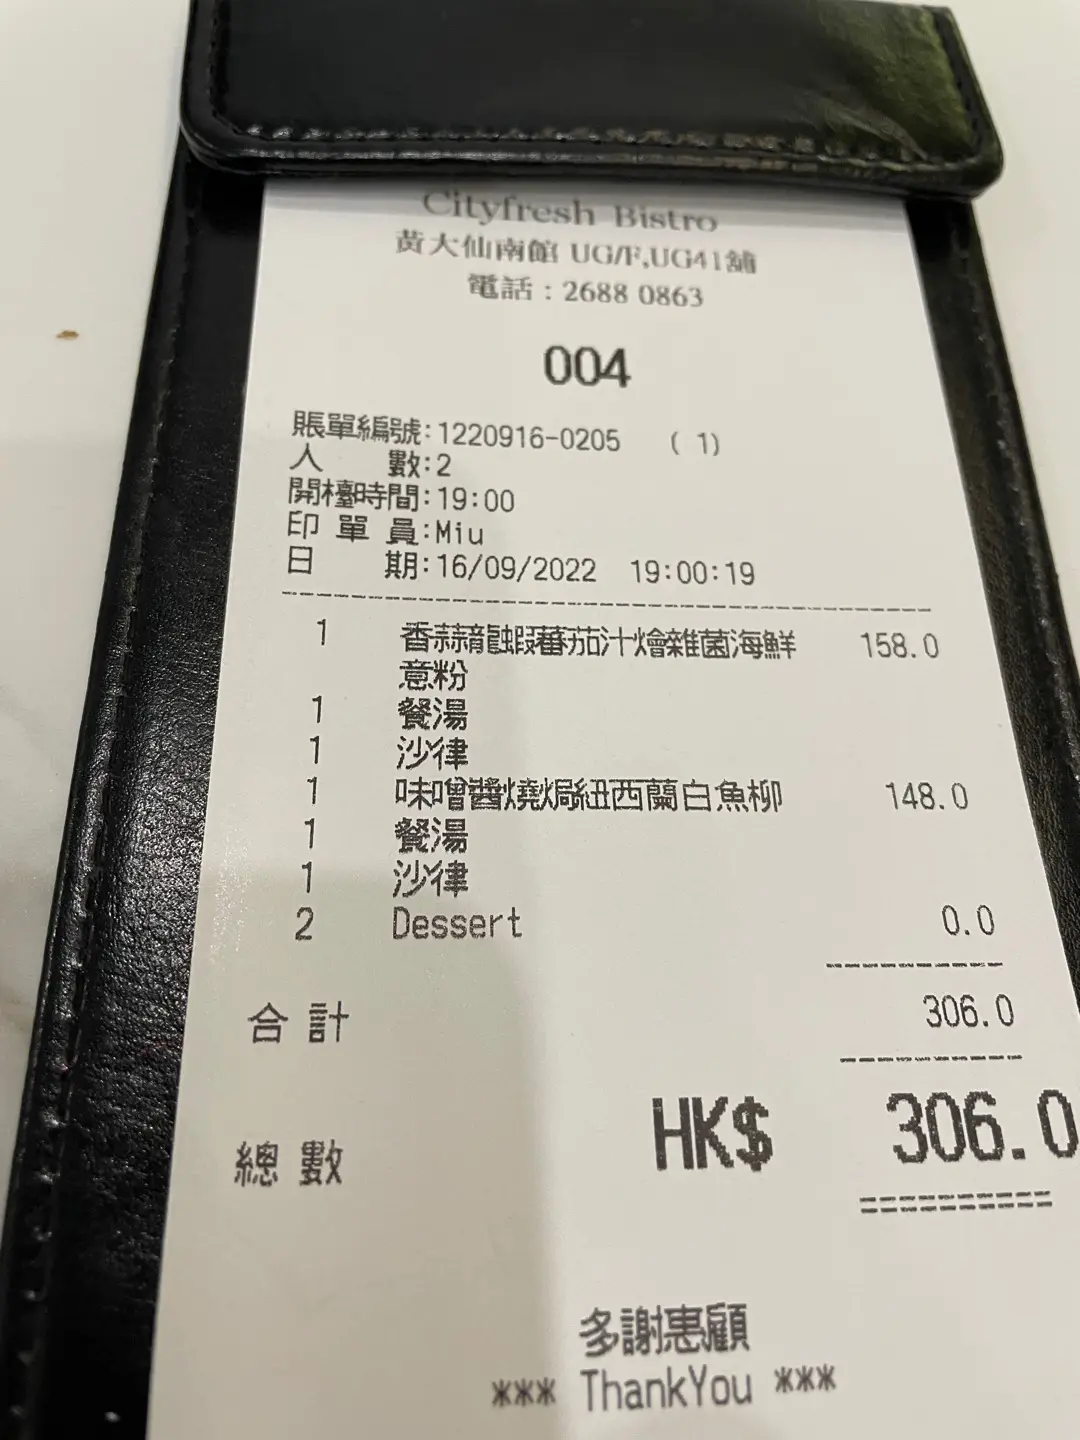 Cityfresh Bistro
黃大仙南館 UG/F,UG41舖
電話：2688 0863
004
賬單編號:1220916-0205 ( 1)
人 數:2
開檯時間:19:00
印 單 員:Miu
日 期:16/09/2022 19:00:19
1 香蒜龍蝦蕃茄汁燴雜菌海鮮 158.0
意粉
1 餐湯
1 沙律
1 味噌醬燒焗紐西蘭白魚柳 148.0
1 餐湯
1 沙律
2 Dessert 0.0
合 計 306.0
總 數 HK$ 306.0
多謝惠顧
*** ThankYou ***